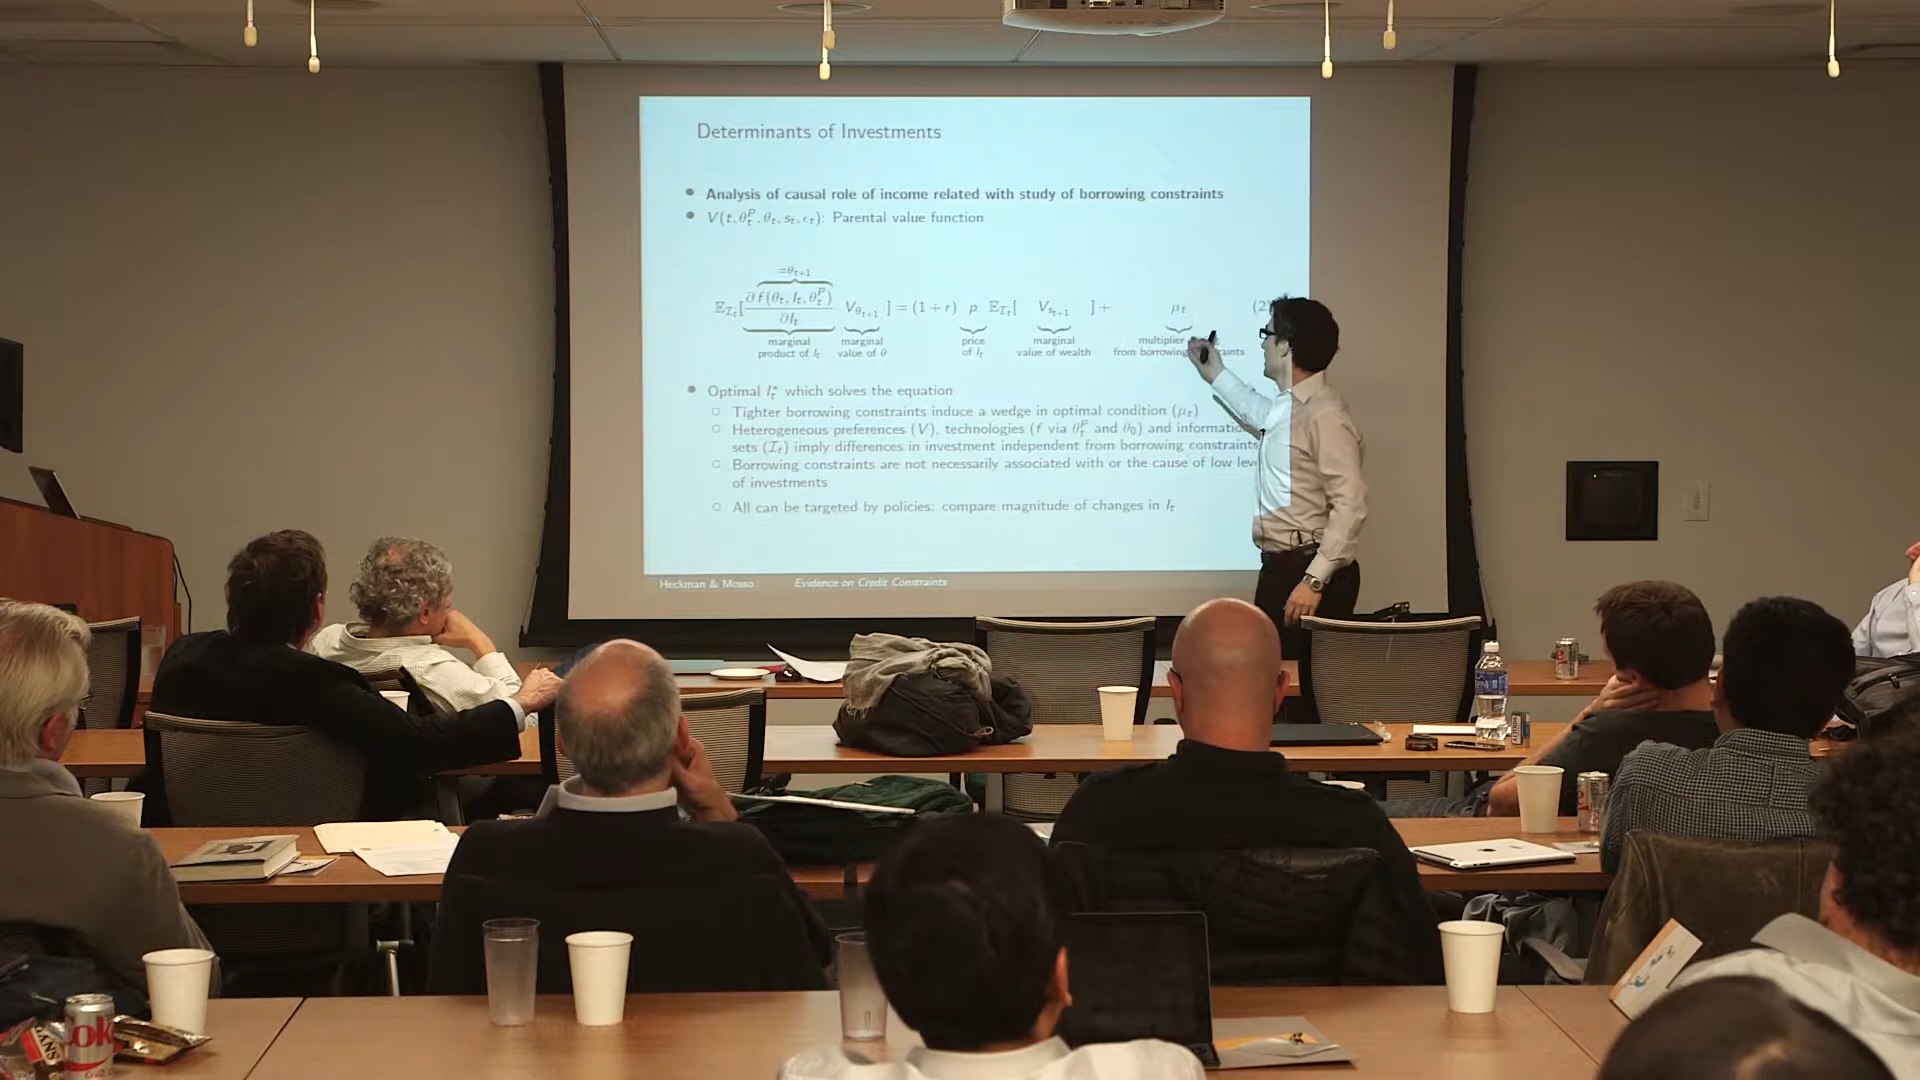 Determinants of Investments
Analysis of causal role of income related with study of borrowing constraints
V(t, θ_t^P, θ_t, s_t, ϵ_t): Parental value function
=θ_{t+1}
𝔼_{ℐ_t}[ ∂f(θ_t, I_t, θ_t^P) / ∂I_t V_{θ_{t+1}} ] = (1 + r) p 𝔼_{ℐ_t}[ V_{s_{t+1}} ] + μ_t (2)
marginal product of I_t
marginal value of θ
price of I_t
marginal value of wealth
multiplier
from borrowing
Optimal I_t* which solves the equation
Tighter borrowing constraints induce a wedge in optimal condition (μ_t)
Heterogeneous preferences (V), technologies (f via θ_t^P and θ_0) and information
sets (ℐ_t) imply differences in investment independent from borrowing constraints
Borrowing constraints are not necessarily associated with or the cause of low
of investments
All can be targeted by policies: compare magnitude of changes in I_t
Heckman & Mosso Evidence on Credit Constraints